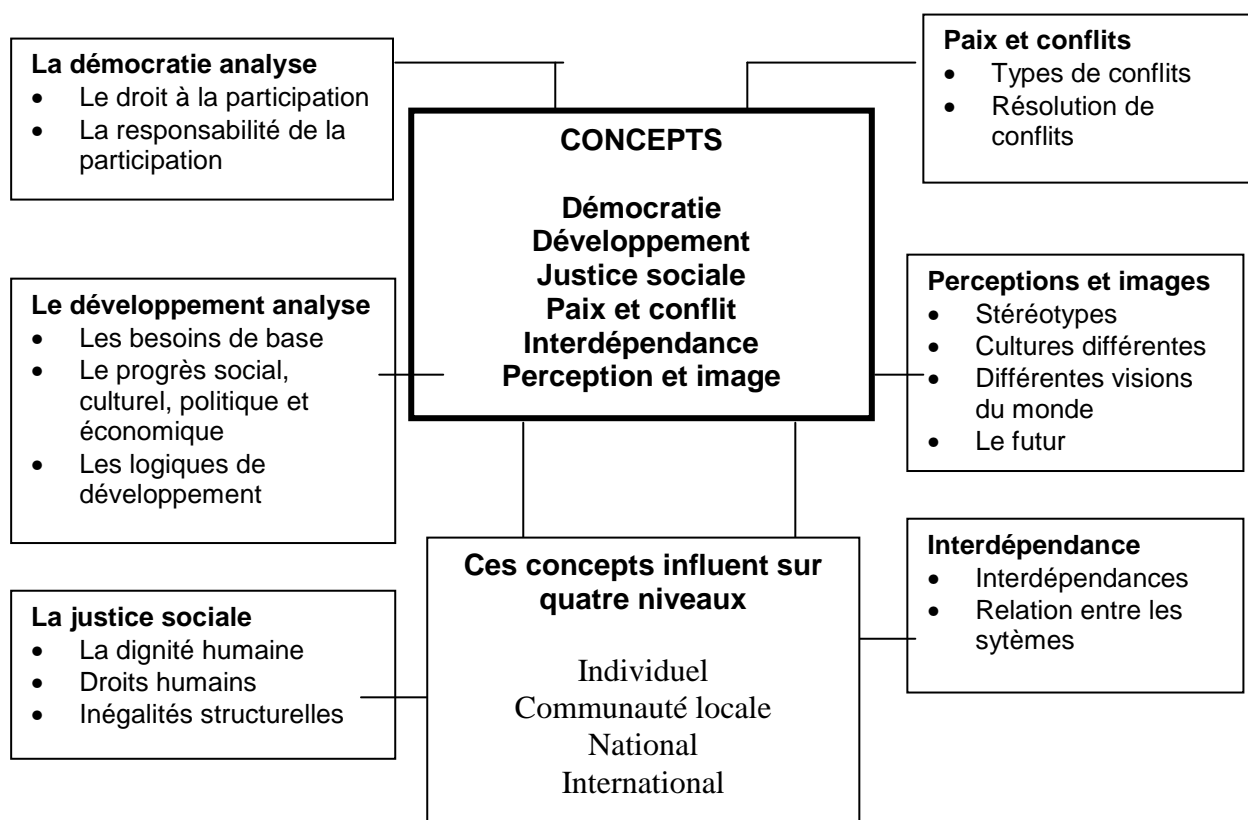 La démocratie analyse
• Le droit à la participation
• La responsabilité de la
participation
Le développement analyse
• Les besoins de base
• Le progrès social,
culturel, politique et
économique
• Les logiques de
développement
La justice sociale
• La dignité humaine
• Droits humains
• Inégalités structurelles
CONCEPTS
Démocratie
Développement
Justice sociale
Paix et conflit
Interdépendance
Perception et image
Ces concepts influent sur
quatre niveaux
Individuel
Communauté locale
National
International
Paix et conflits
• Types de conflits
• Résolution de
conflits
Perceptions et images
• Stéréotypes
• Cultures différentes
• Différentes visions
du monde
• Le futur
Interdépendance
• Interdépendances
• Relation entre les
sytèmes